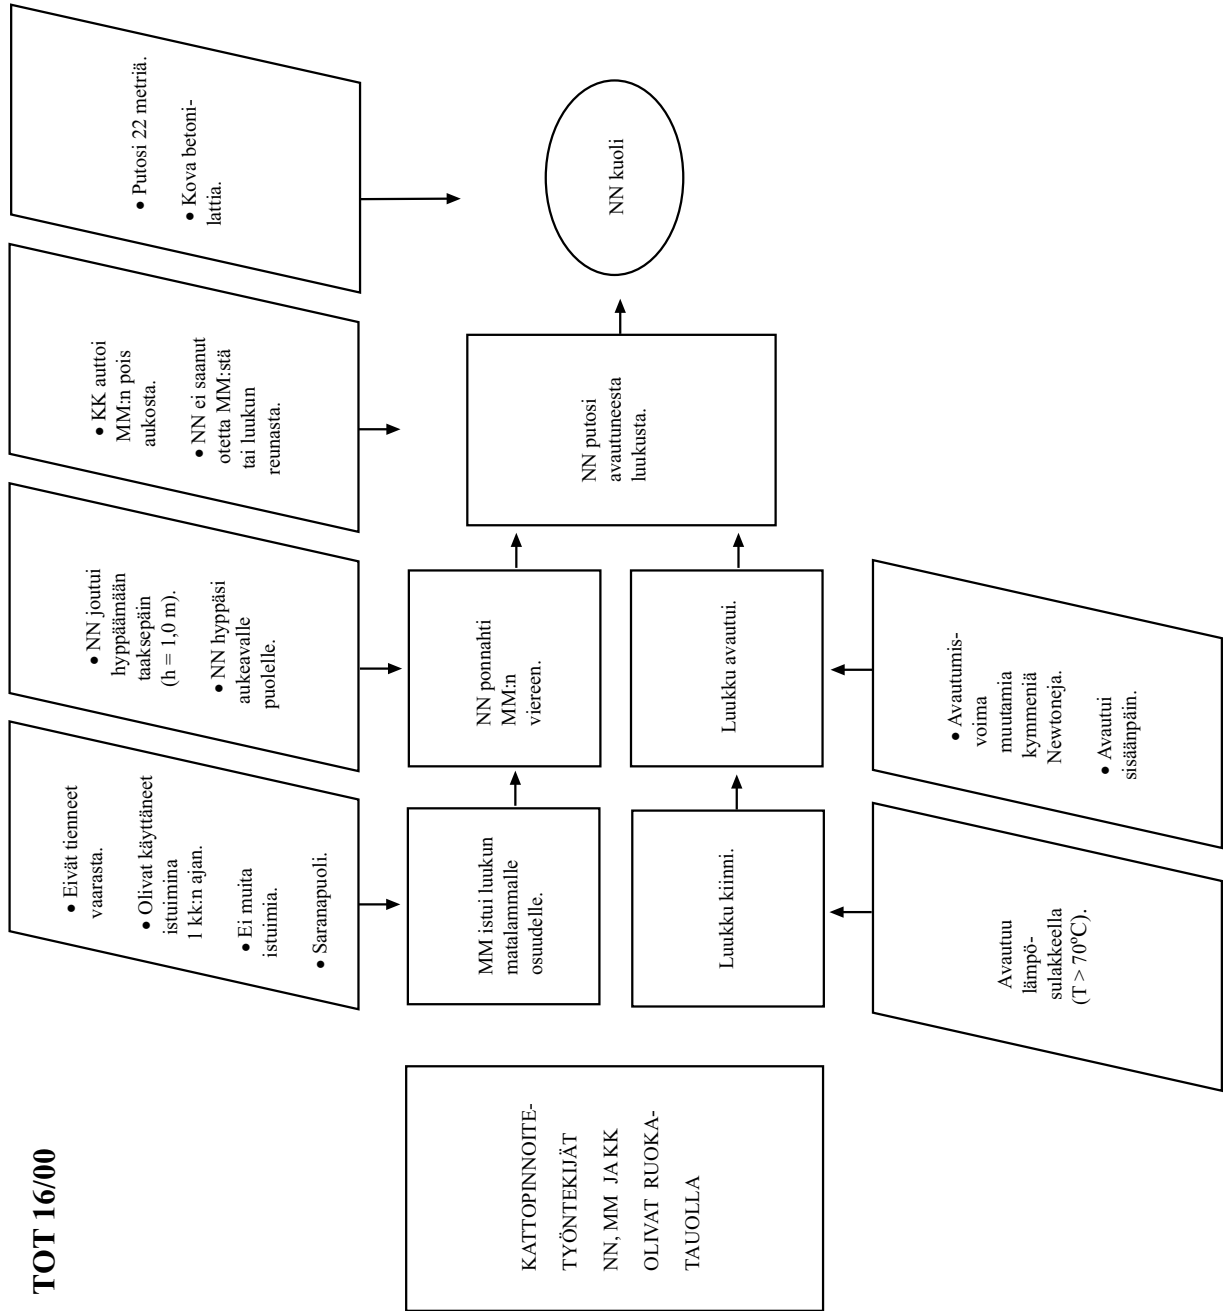 TOT 16/00
• Eivät tienneet
vaarasta.
• Olivat käyttäneet
istuimina
1 kk:n ajan.
• Ei muita
istuimia.
• Saranapuoli.
• NN joutui
hyppäämään
taaksepäin
(h = 1,0 m).
• NN hyppäsi
aukeavalle
puolelle.
• KK auttoi
MM:n pois
aukosta.
• NN ei saanut
otetta MM:stä
tai luukun
reunasta.
• Putosi 22 metriä.
• Kova betoni-
lattia.
KATTOPINNOITE-
TYÖNTEKIJÄT
NN, MM JA KK
OLIVAT RUOKA-
TAUOLLA
MM istui luukun
matalammalle
osuudelle.
NN ponnahti
MM:n
viereen.
Luukku kiinni.
Luukku avautui.
NN putosi
avautuneesta
luukusta.
NN kuoli
Avautuu
lämpö-
sulakkeella
(T > 70°C).
• Avautumis-
voima
muutamia
kymmeniä
Newtoneja.
• Avautui
sisäänpäin.